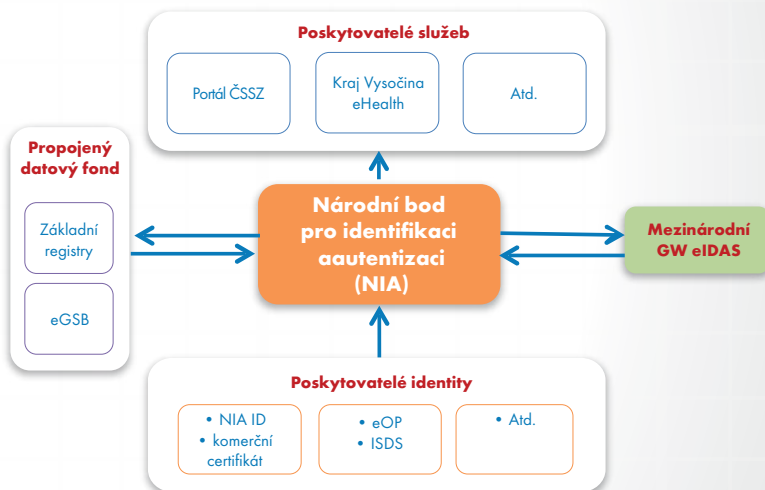 Poskytovatelé služeb
Portál ČSSZ
Kraj Vysočina
eHealth
Atd.
Propojený
datový fond
Základní
registry
eGSB
Národní bod
pro identifikaci
aautentizaci
(NIA)
Mezinárodní
GW eIDAS
Poskytovatelé identity
• NIA ID
• komerční
certifikát
• eOP
• ISDS
• Atd.